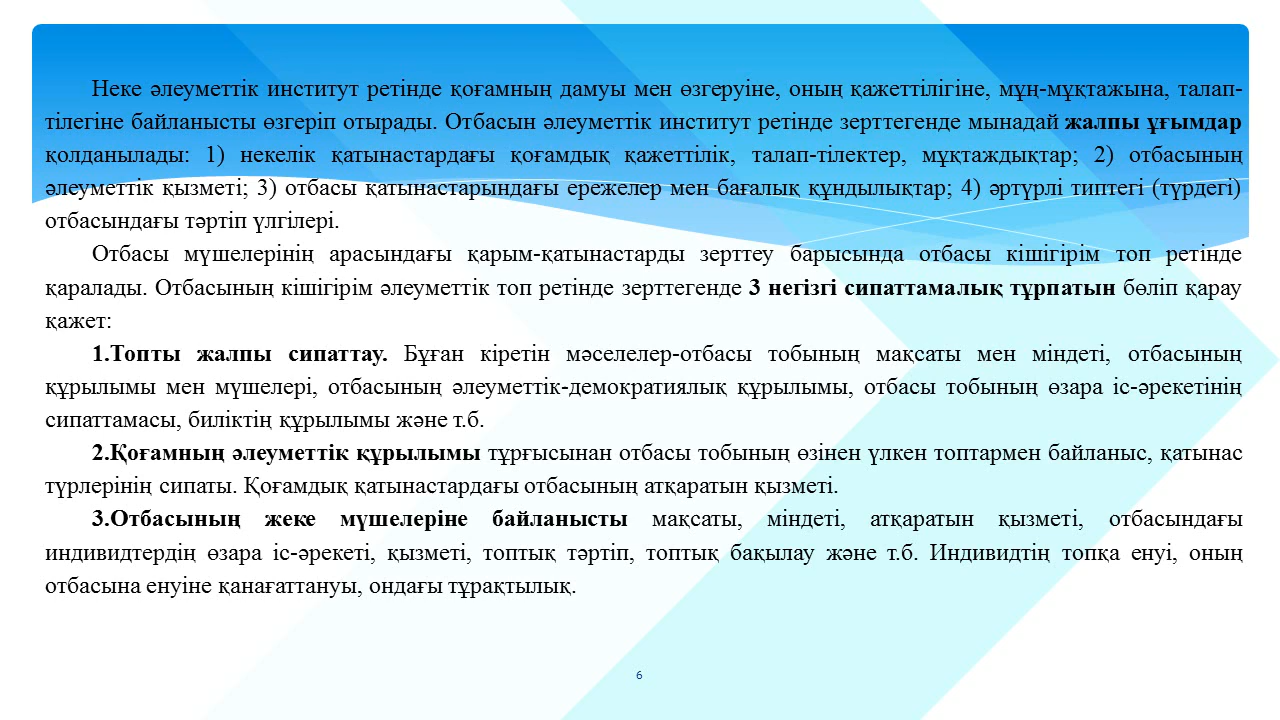 Неке әлеуметтік институт ретінде қоғамның дамуы мен өзгеруіне, оның қажеттілігіне, мұң-мұқтажына, талап-
тілегіне байланысты өзгеріп отырады. Отбасын әлеуметтік институт ретінде зерттегенде мынадай жалпы ұғымдар
қолданылады: 1) некелік қатынастардағы қоғамдық қажеттілік, талап-тілектер, мұқтаждықтар; 2) отбасының
әлеуметтік қызметі; 3) отбасы қатынастарындағы ережелер мен бағалық құндылықтар; 4) әртүрлі типтегі (түрдегі)
отбасындағы тәртіп үлгілері.
Отбасы мүшелерінің арасындағы қарым-қатынастарды зерттеу барысында отбасы кішігірім топ ретінде
қаралады. Отбасының кішігірім әлеуметтік топ ретінде зерттегенде 3 негізгі сипаттамалық тұрпатын бөліп қарау
қажет:
1.Топты жалпы сипаттау. Бұған кіретін мәселелер-отбасы тобының мақсаты мен міндеті, отбасының
құрылымы мен мүшелері, отбасының әлеуметтік-демократиялық құрылымы, отбасы тобының өзара іс-әрекетінің
сипаттамасы, биліктің құрылымы және т.б.
2.Қоғамның әлеуметтік құрылымы тұрғысынан отбасы тобының өзінен үлкен топтармен байланыс, қатынас
түрлерінің сипаты. Қоғамдық қатынастардағы отбасының атқаратын қызметі.
3.Отбасының жеке мүшелеріне байланысты мақсаты, міндеті, атқаратын қызметі, отбасындағы
индивидтердің өзара іс-әрекеті, қызметі, топтық тәртіп, топтық бақылау және т.б. Индивидтің топқа енуі, оның
отбасына енуіне қанағаттануы, ондағы тұрақтылық.
6